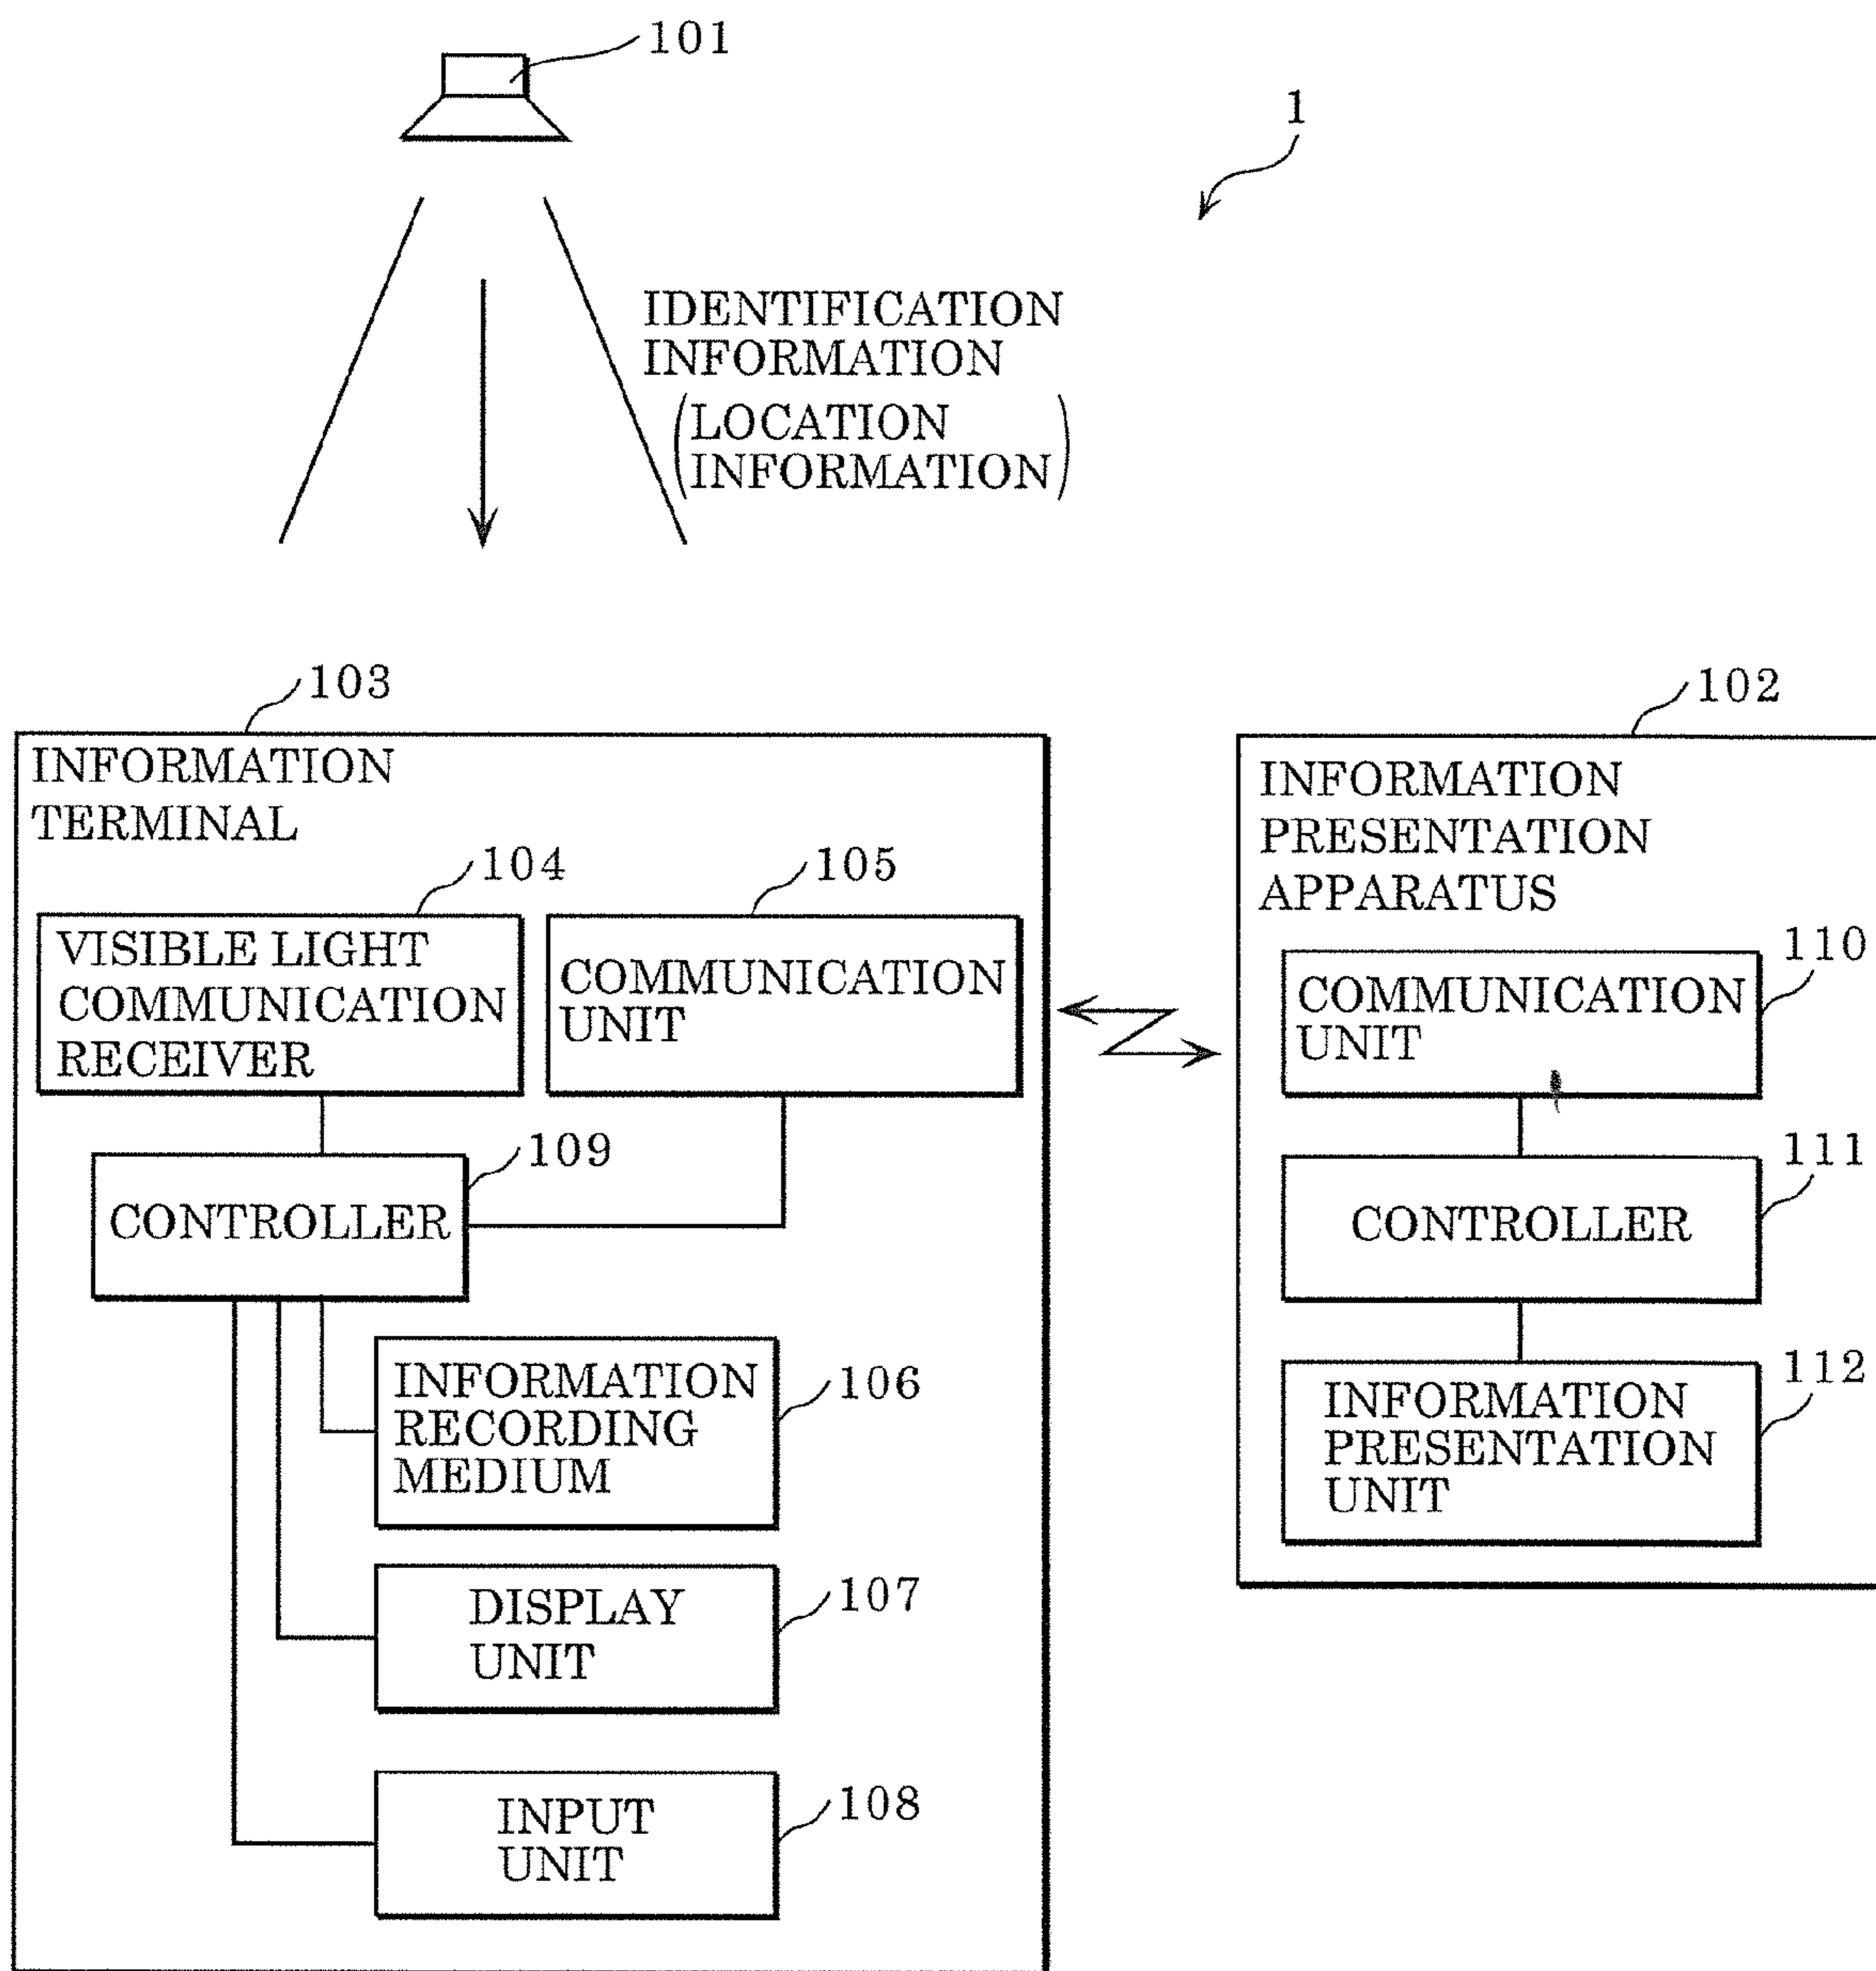 101
1
IDENTIFICATION
INFORMATION
(LOCATION
INFORMATION)
103
INFORMATION
TERMINAL
104
VISIBLE LIGHT
COMMUNICATION
RECEIVER
105
COMMUNICATION
UNIT
109
CONTROLLER
INFORMATION
RECORDING
MEDIUM
106
DISPLAY
UNIT
107
INPUT
UNIT
108
102
INFORMATION
PRESENTATION
APPARATUS
COMMUNICATION
UNIT
110
CONTROLLER
111
INFORMATION
PRESENTATION
UNIT
112